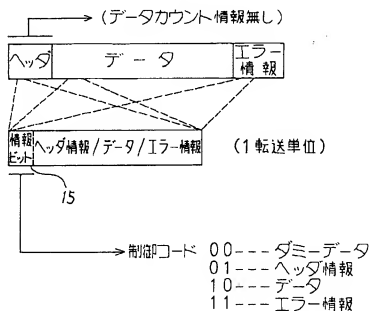 (データカウント情報無し)
ヘッダ データ エラー
情報
情報 ヘッダ情報/データ/エラー情報 (1転送単位)
ビット
15
制御コード 00---ダミーデータ
01---ヘッダ情報
10---データ
11---エラー情報